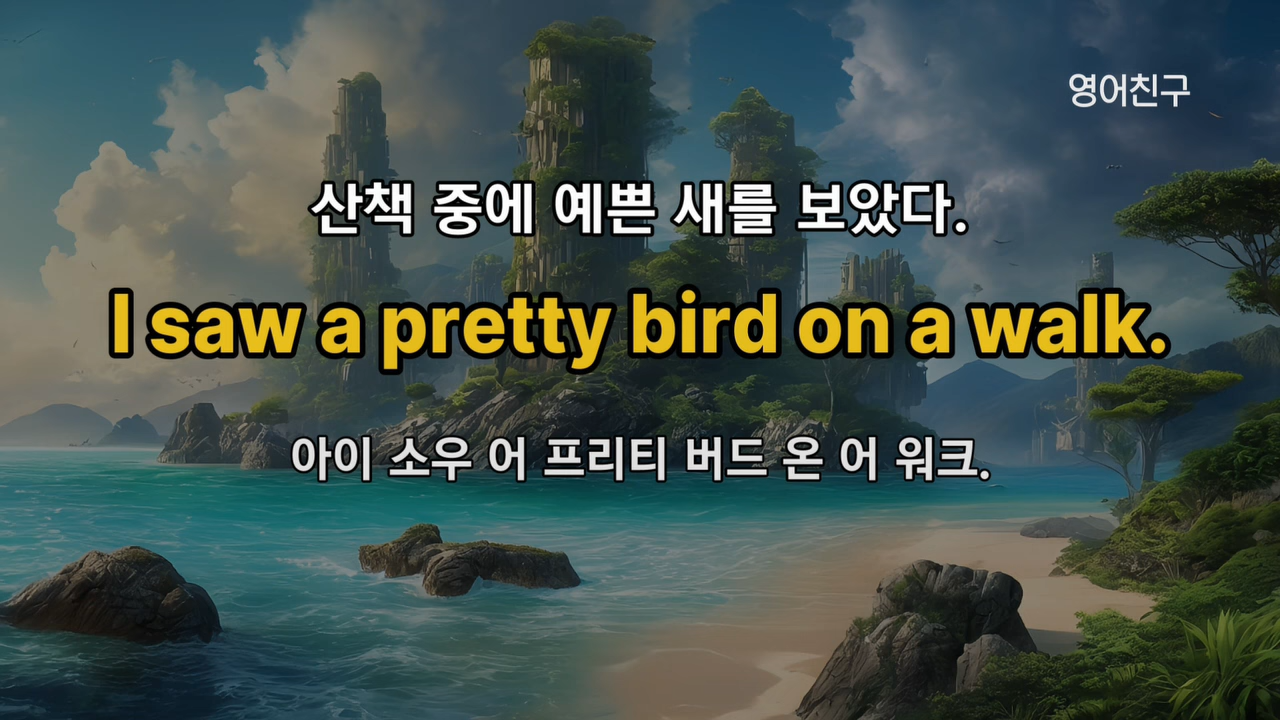 영어친구
산책 중에 예쁜 새를 보았다.
I saw a pretty bird on a walk.
아이 소우 어 프리티 버드 온 어 워크.